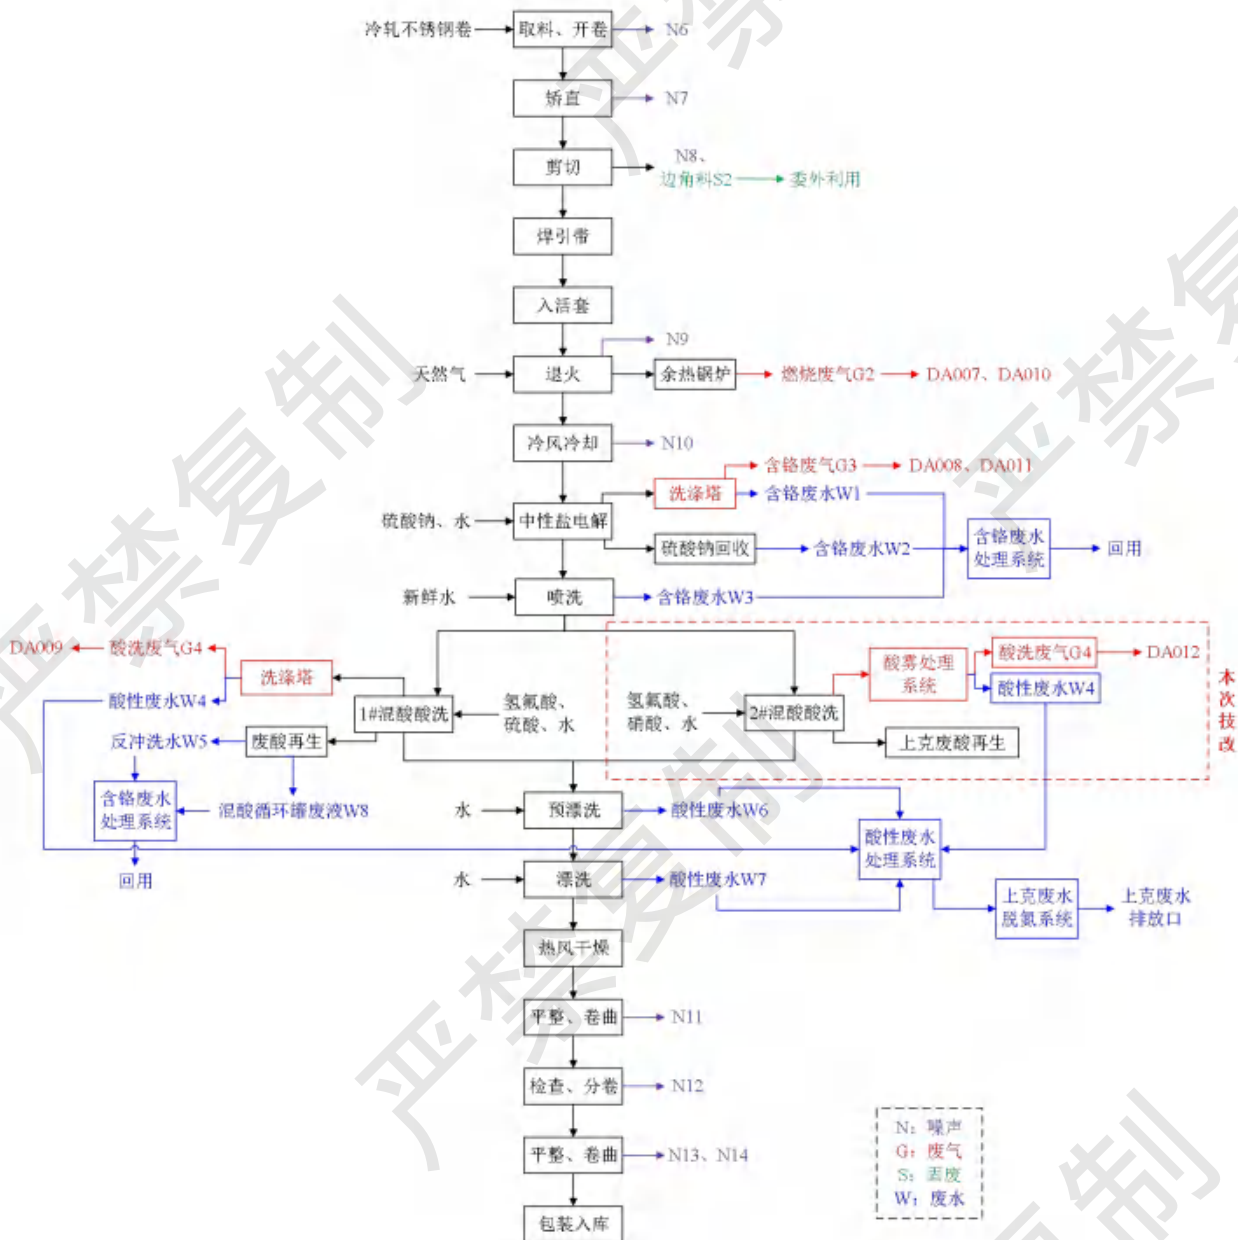 冷轧不锈钢卷
取料、开卷
N6
矫直
N7
剪切
N8、
边角料S2
委外利用
焊引带
入活套
N9
天然气
退火
余热锅炉
燃烧废气G2
DA007、DA010
冷风冷却
N10
含铬废气G3
DA008、DA011
洗涤塔
含铬废水W1
硫酸钠、水
中性盐电解
硫酸钠回收
含铬废水W2
含铬废水
处理系统
回用
新鲜水
喷洗
含铬废水W3
DA009
酸洗废气G4
洗涤塔
酸性废水W4
1#混酸酸洗
氢氟酸、
硫酸、水
氢氟酸、
硝酸、水
2#混酸酸洗
酸雾处理
系统
酸洗废气G4
DA012
酸性废水W4
本次技改
反冲洗水W5
废酸再生
上克废酸再生
含铬废水
处理系统
混酸循环罐废液W8
回用
水
预漂洗
酸性废水W6
酸性废水
处理系统
水
漂洗
酸性废水W7
上克废水
脱氮系统
上克废水
排放口
热风干燥
平整、卷曲
N11
检查、分卷
N12
平整、卷曲
N13、N14
包装入库
N：噪声
G：废气
S：固废
W：废水
严禁复制
严禁复制
严禁复制